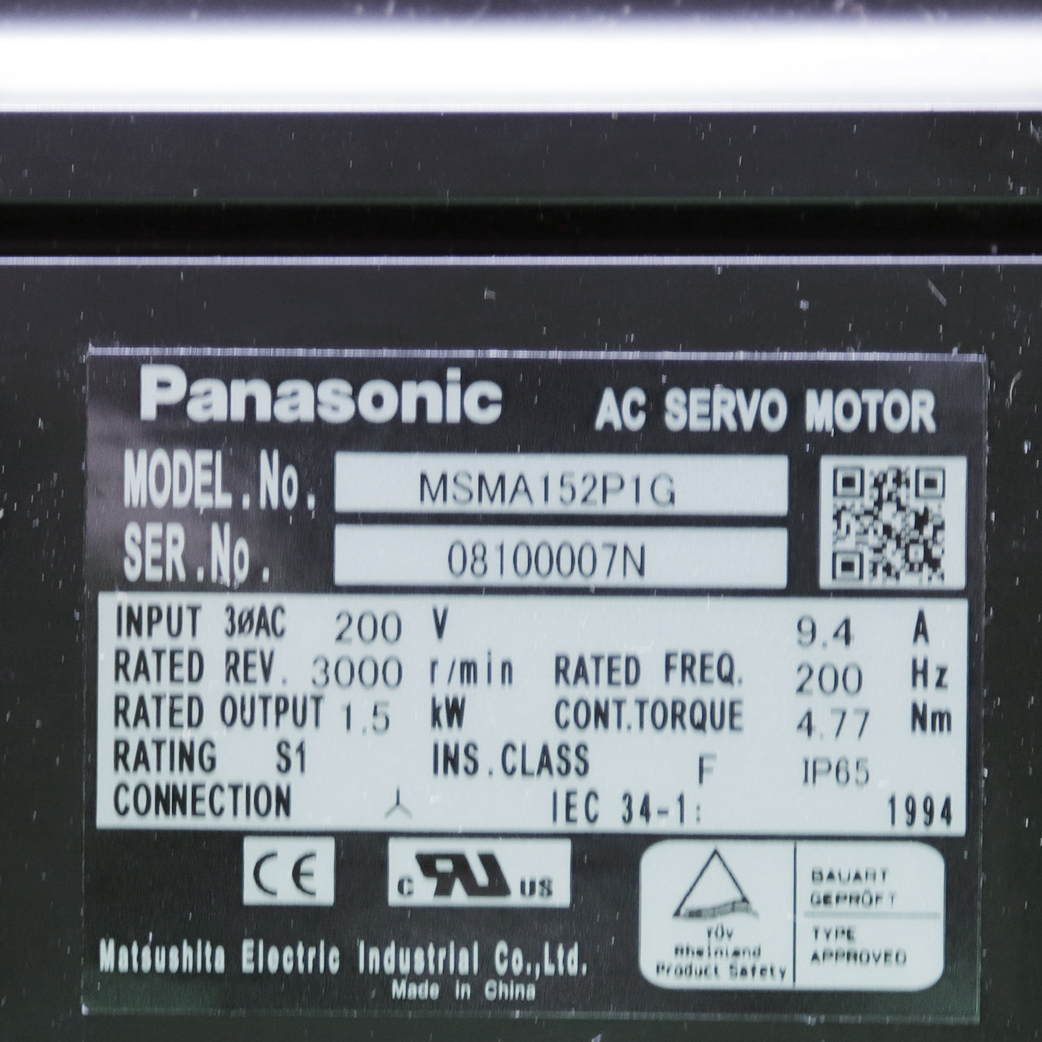 Panasonic AC SERVO MOTOR
MODEL.No. MSMA152P1G
SER.No. 08100007N
INPUT 3øAC 200 V 9.4 A
RATED REV. 3000 r/min RATED FREQ. 200 Hz
RATED OUTPUT 1.5 kW CONT.TORQUE 4.77 Nm
RATING S1 INS.CLASS F IP65
CONNECTION IEC 34-1: 1994
CE
c RU US
BAUART
GEPRÜFT
TYPE
APPROVED
TÜV
Rheinland
Product Safety
Matsushita Electric Industrial Co.,Ltd.
Made in China